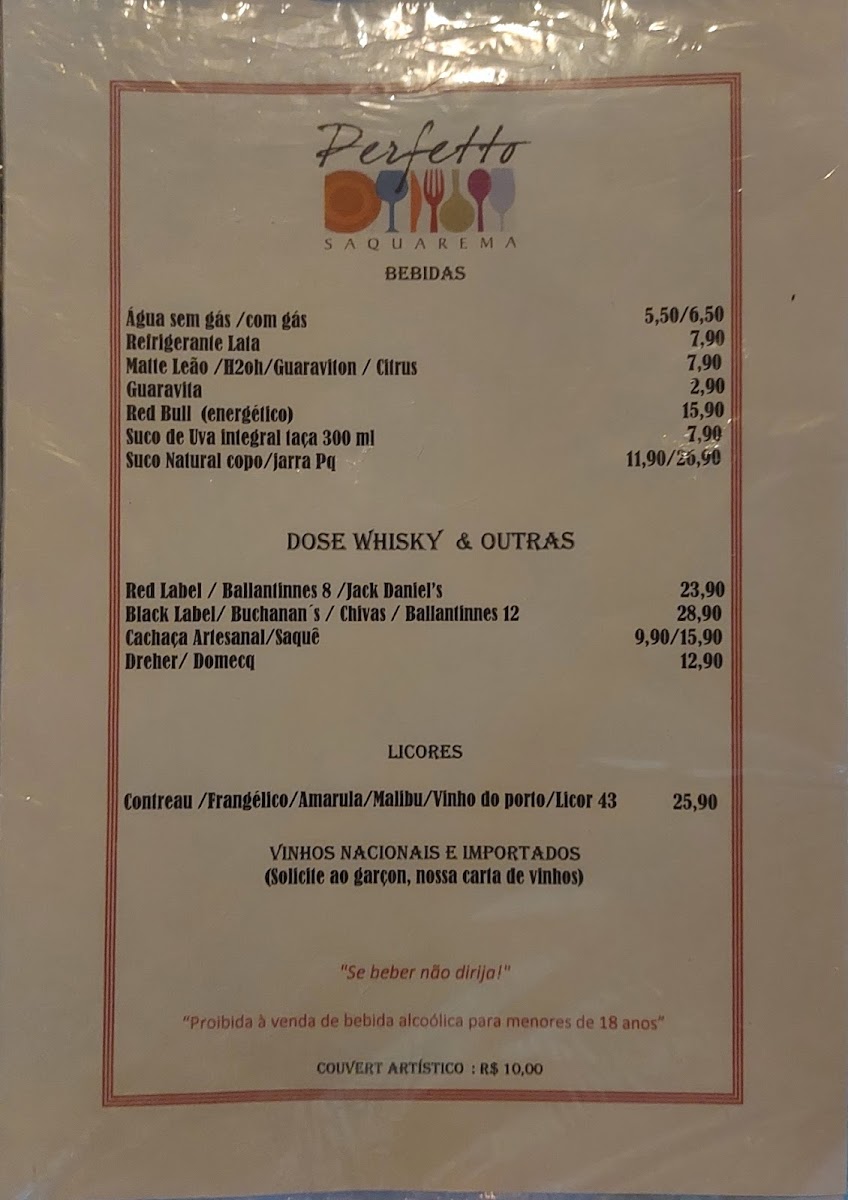 Perfetto
SAQUAREMA
BEBIDAS
Água sem gás /com gás 5,50/6,50
Refrigerante Lata 7,90
Matte Leão /H2oh/Guaraviton / Citrus 7,90
Guaravita 2,90
Red Bull (energético) 15,90
Suco de Uva integral taça 300 ml 7,90
Suco Natural copo/jarra Pq 11,90/26,90
DOSE WHISKY & OUTRAS
Red Label / Ballantinnes 8 /Jack Daniel's 23,90
Black Label/ Buchanan´s / Chivas / Ballantinnes 12 28,90
Cachaça Artesanal/Saquê 9,90/15,90
Dreher/ Domecq 12,90
LICORES
Contreau /Frangélico/Amarula/Malibu/Vinho do porto/Licor 43 25,90
VINHOS NACIONAIS E IMPORTADOS
(Solicite ao garçon, nossa carta de vinhos)
"Se beber não dirija!"
“Proibida à venda de bebida alcoólica para menores de 18 anos”
COUVERT ARTÍSTICO : R$ 10,00